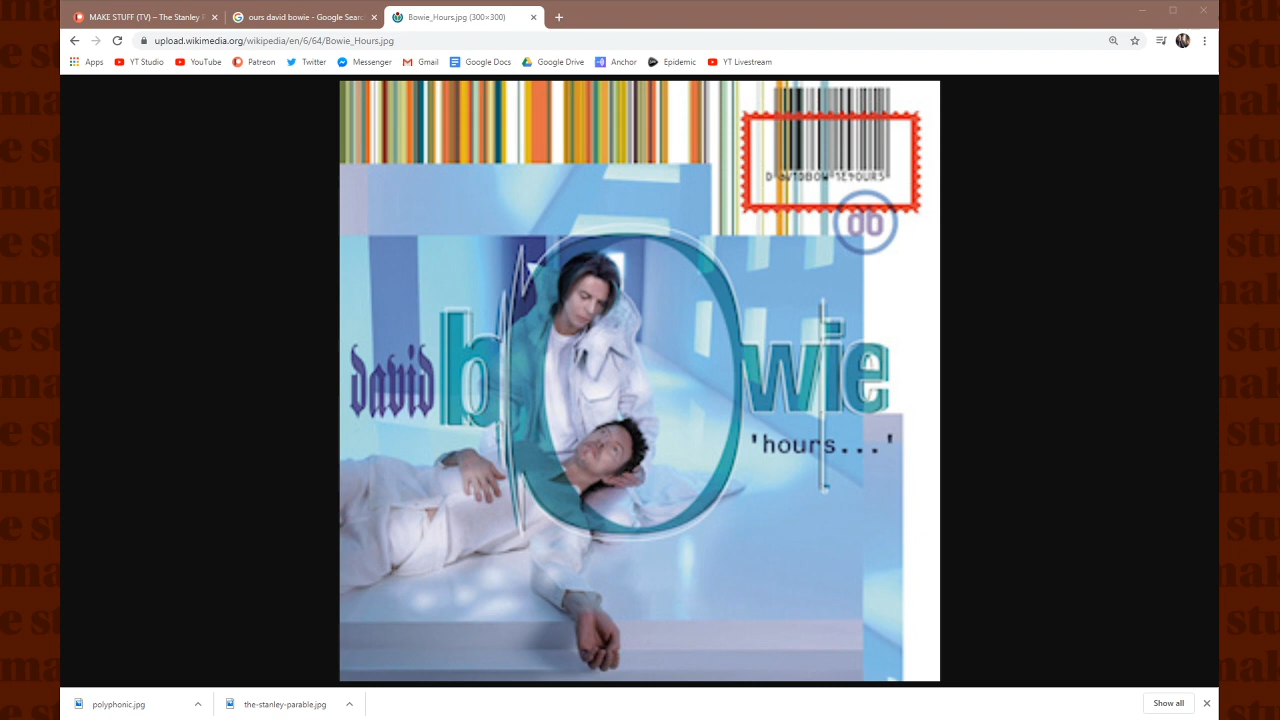 MAKE STUFF (TV) – The Stanley
ours david bowie - Google Sear
Bowie_Hours.jpg (300×300)
upload.wikimedia.org/wikipedia/en/6/64/Bowie_Hours.jpg
Apps YT Studio YouTube Patreon Twitter Messenger Gmail Google Docs Google Drive Anchor Epidemic YT Livestream
06
david bowie
'hours...'
polyphonic.jpg
the-stanley-parable.jpg
Show all